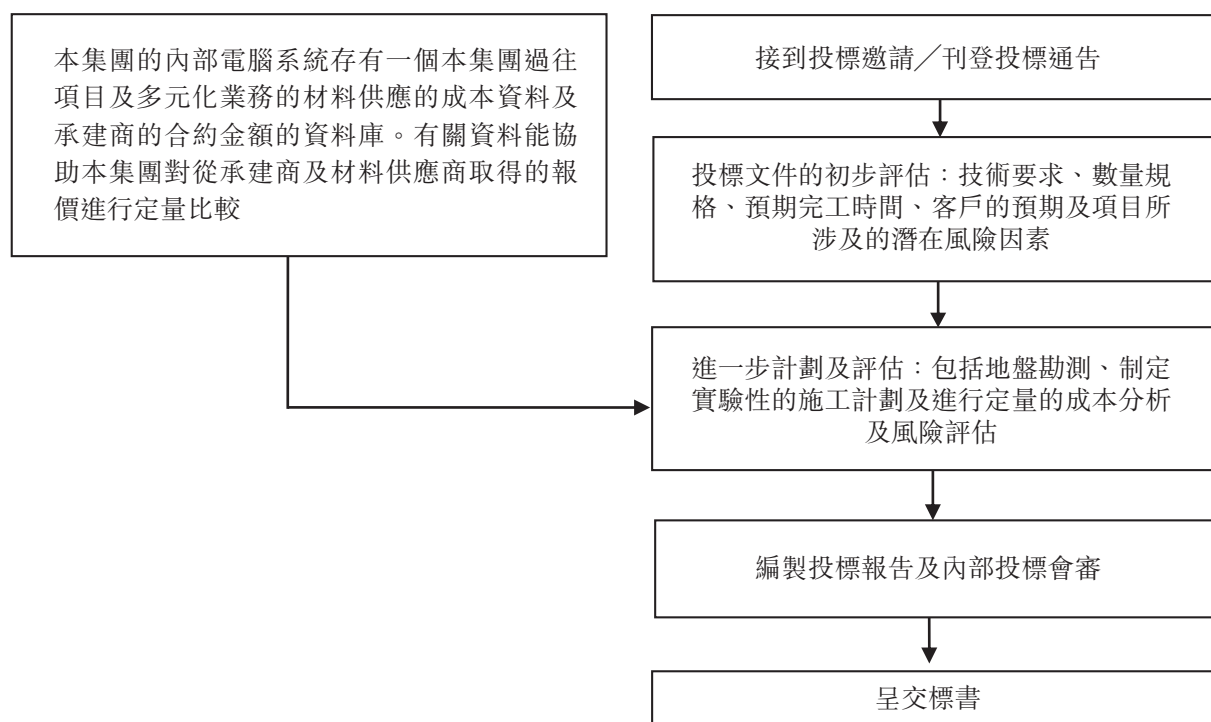 本集團的內部電腦系統存有一個本集團過往
項目及多元化業務的材料供應的成本資料及
承建商的合約金額的資料庫。有關資料能協
助本集團對從承建商及材料供應商取得的報
價進行定量比較
接到投標邀請／刊登投標通告
投標文件的初步評估：技術要求、數量規
格、預期完工時間、客戶的預期及項目所
涉及的潛在風險因素
進一步計劃及評估：包括地盤勘測、制定
實驗性的施工計劃及進行定量的成本分析
及風險評估
編製投標報告及內部投標會審
呈交標書